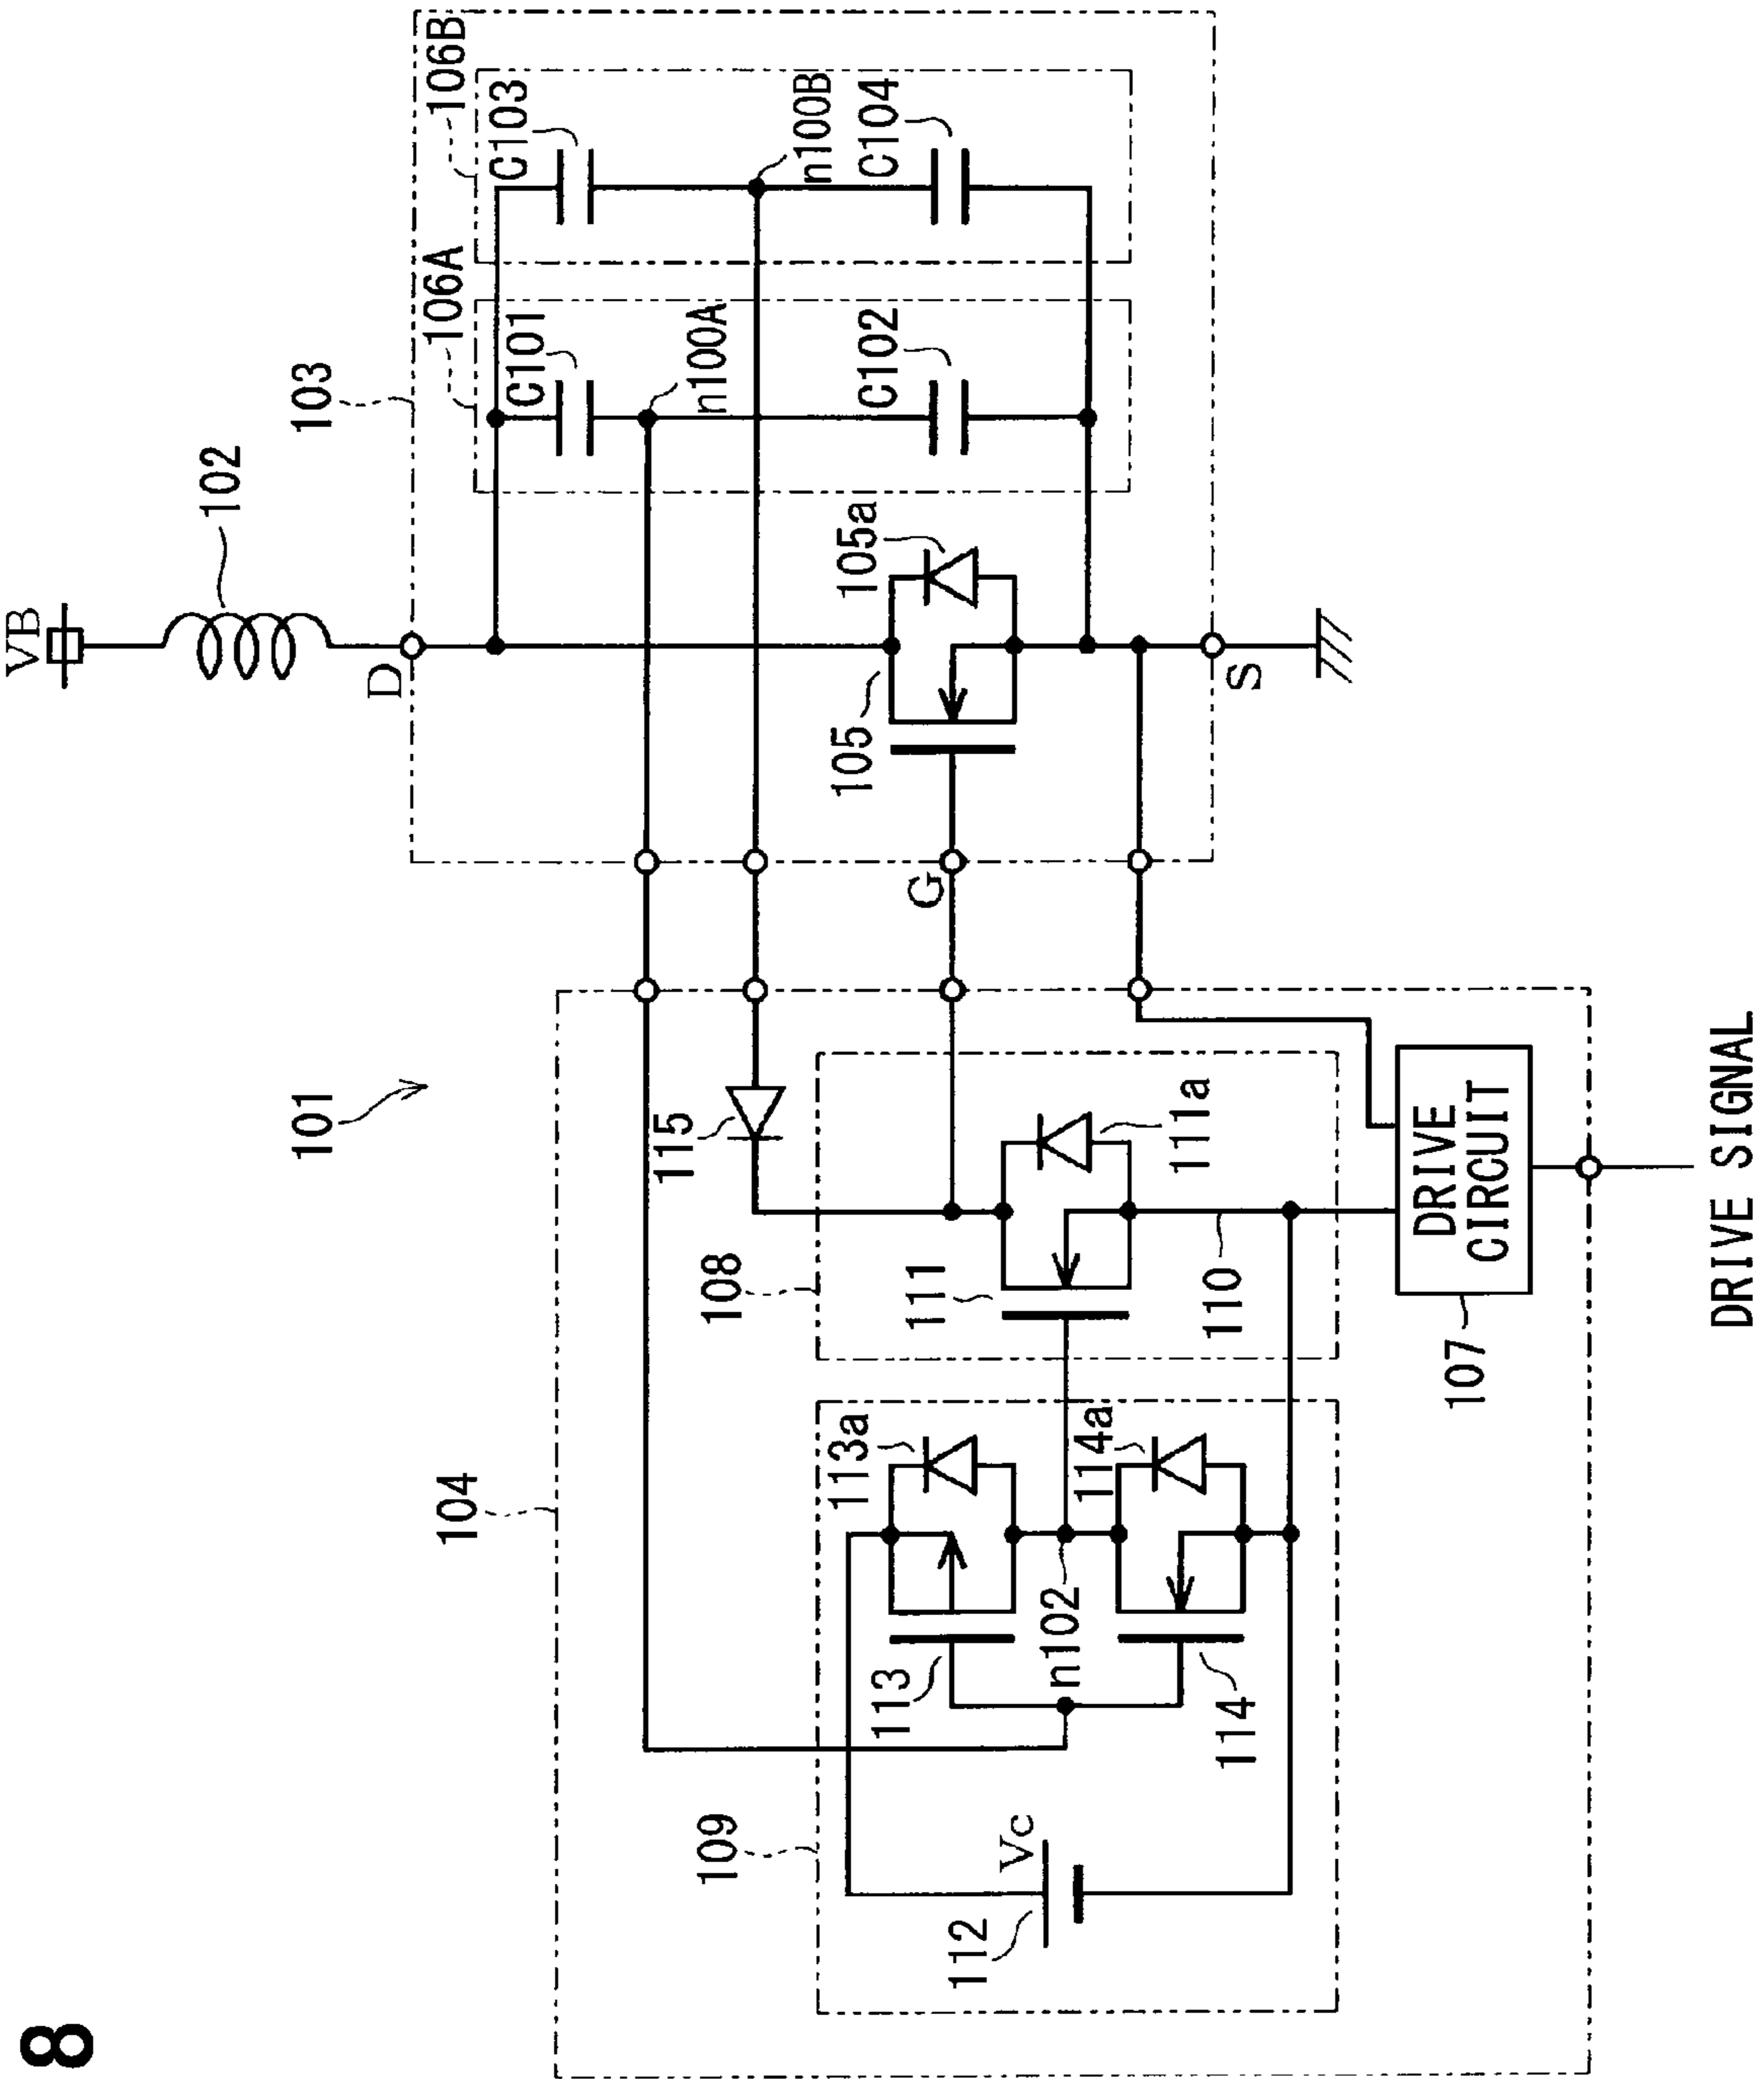 8
VB
102
103
D
106A
106B
C101
C103
n100A
n100B
C102
C104
105
105a
S
G
101
104
115
108
111
111a
110
109
113
113a
n102
114
114a
112
Vc
DRIVE
CIRCUIT
107
DRIVE SIGNAL